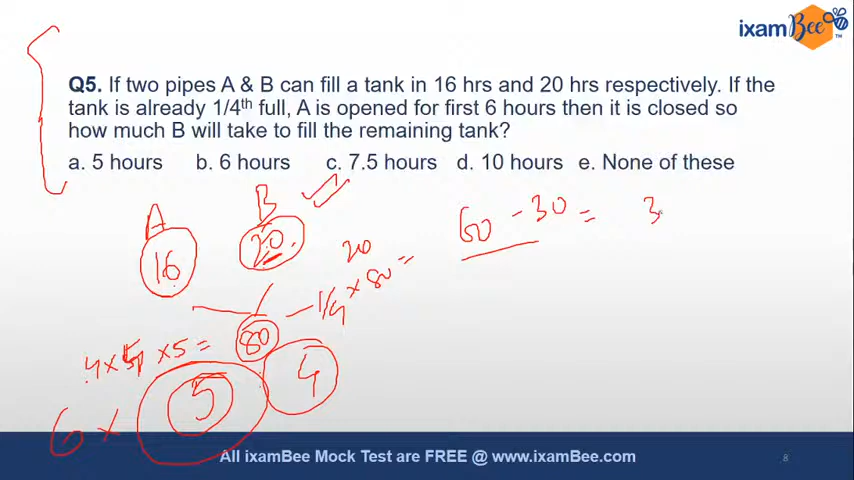 ixamBee
Q5. If two pipes A & B can fill a tank in 16 hrs and 20 hrs respectively. If the
tank is already 1/4th full, A is opened for first 6 hours then it is closed so
how much B will take to fill the remaining tank?
a. 5 hours b. 6 hours c. 7.5 hours d. 10 hours e. None of these
A B
16 20
60 - 30 = 3
20
80 - 1/4 × 80 =
× 5 =
5 4
6 ×
All ixamBee Mock Test are FREE @ www.ixamBee.com 8